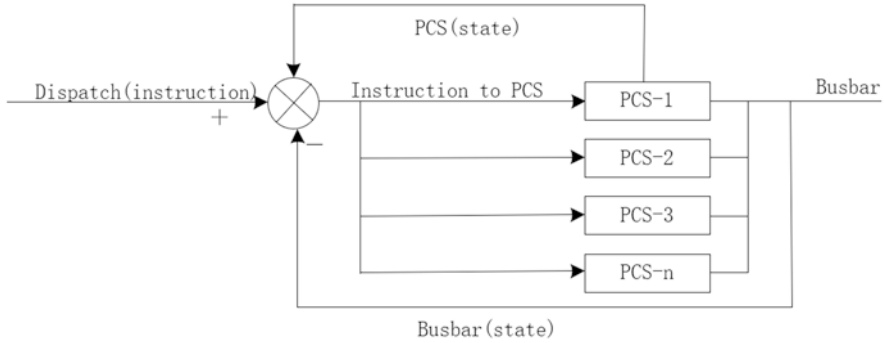 PCS(state)
Dispatch(instruction)
+
Instruction to PCS
PCS-1
Busbar
−
PCS-2
PCS-3
PCS-n
Busbar(state)